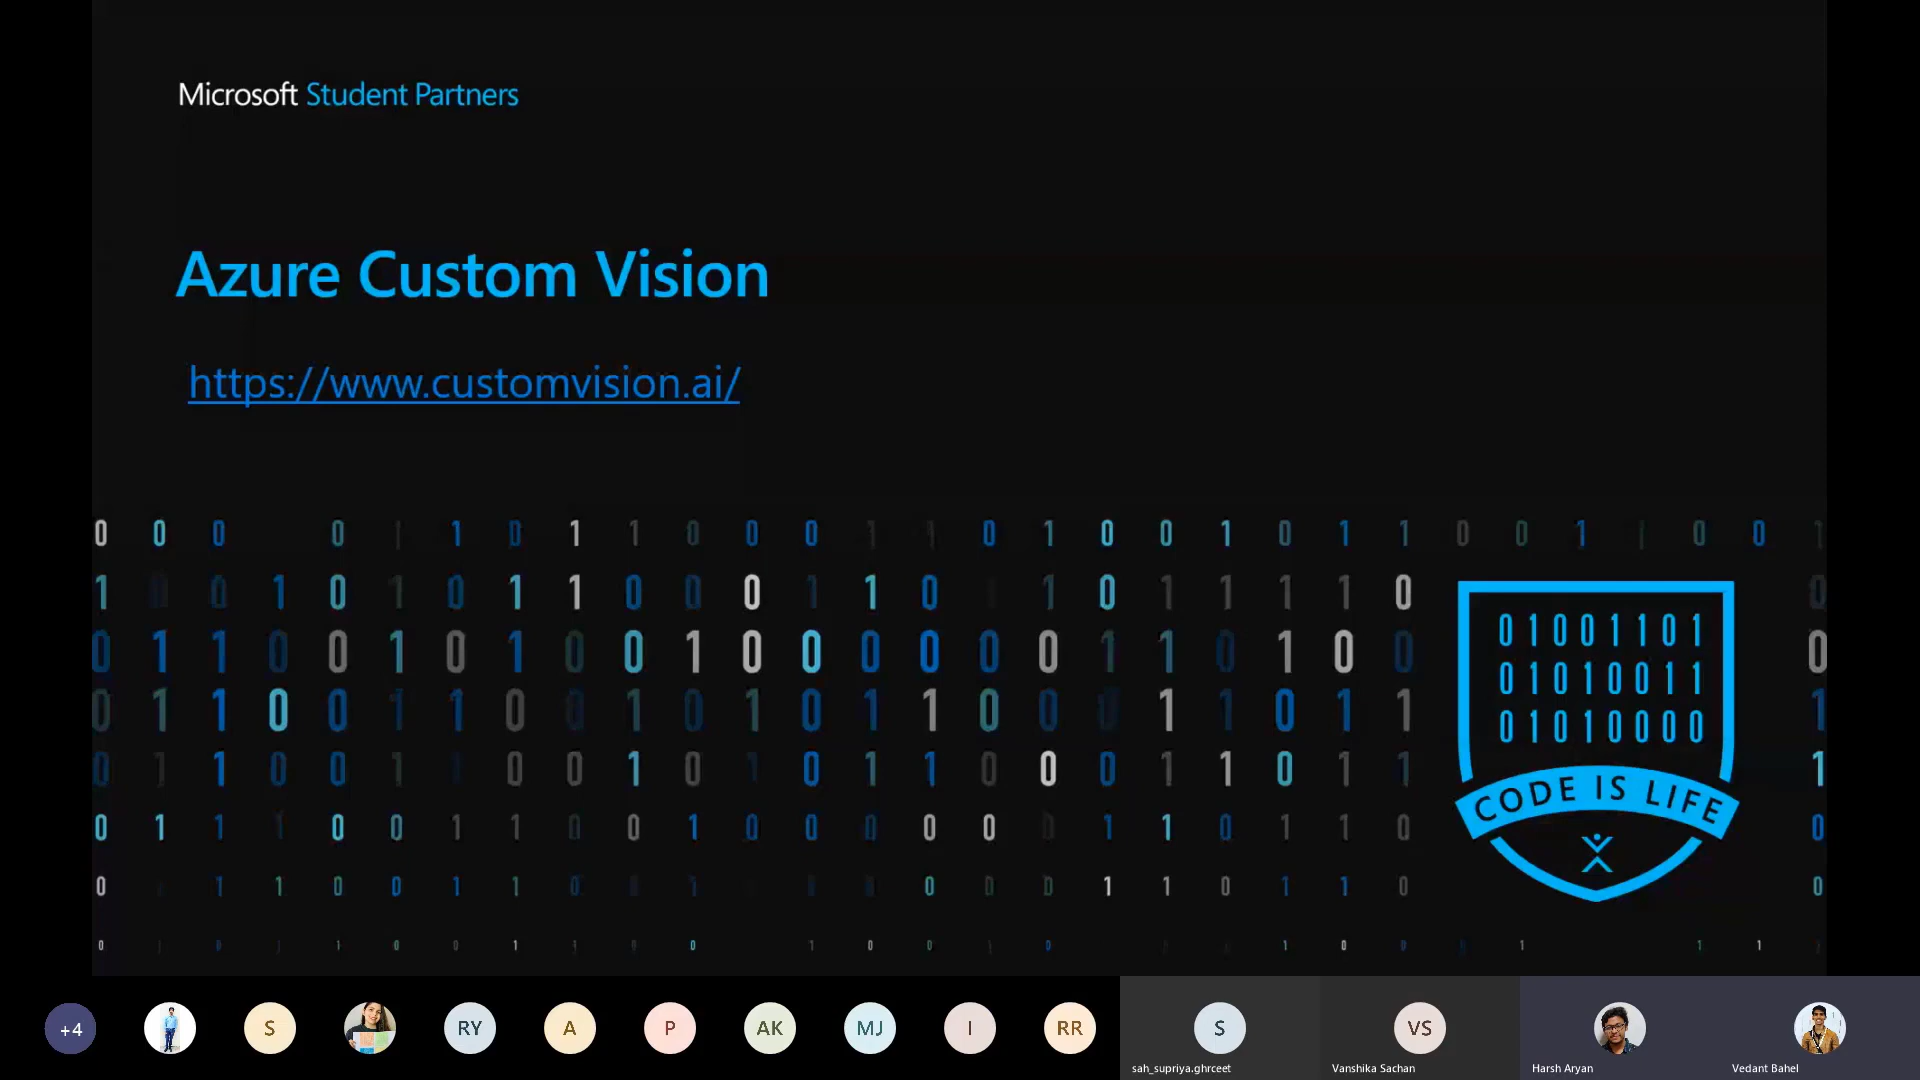 Microsoft Student Partners
Azure Custom Vision
https://www.customvision.ai/
01001101
01010011
01010000
CODE IS LIFE
+4
S
RY
A
P
AK
MJ
I
RR
S
VS
sah_supriya.ghrceet
Vanshika Sachan
Harsh Aryan
Vedant Bahel